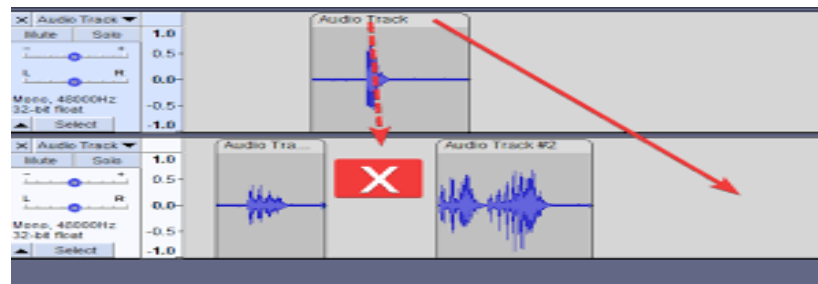 × Audio Track ▼
Audio Track
Mute Solo 1.0
- + 0.5-
L R 0.0-
Mono, 48000Hz
32-bit float -0.5-
▲ Select -1.0
× Audio Track ▼
Audio Tra...
Audio Track #2
Mute Solo 1.0
- + 0.5-
L R 0.0-
Mono, 48000Hz
32-bit float -0.5-
▲ Select -1.0
X